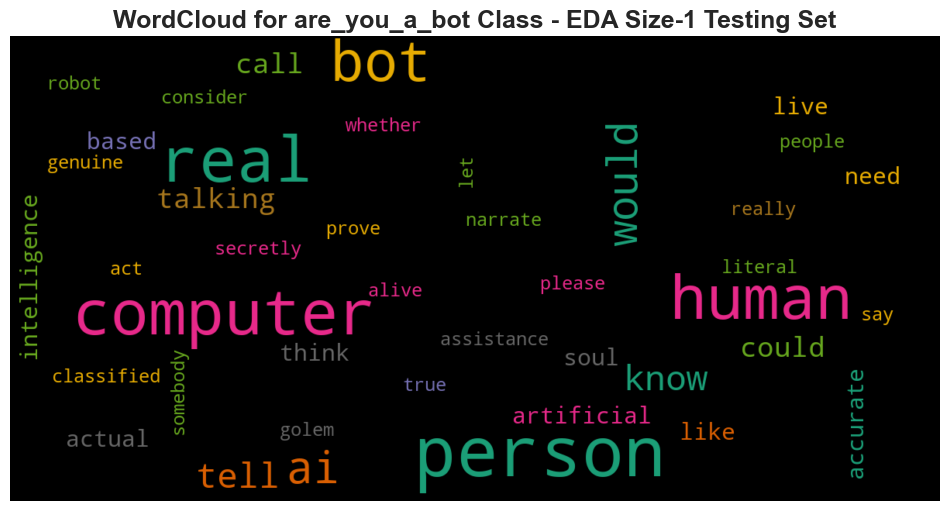 WordCloud for are_you_a_bot Class - EDA Size-1 Testing Set
bot
call
robot
consider
live
whether
based
real
would
people
genuine
let
need
talking
intelligence
narrate
really
prove
secretly
act
literal
computer
alive
please
human
say
assistance
think
soul
could
classified
somebody
true
know
accurate
artificial
actual
golem
like
person
tell
ai